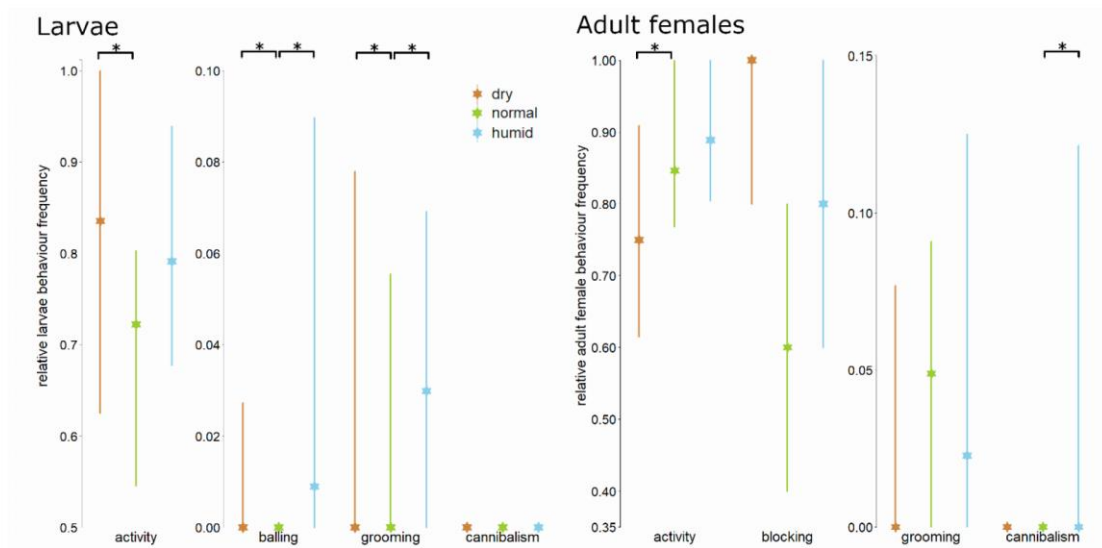 Larvae
*
*
*
*
*
1.0
0.9
0.8
0.7
0.6
0.5
relative larvae behaviour frequency
activity
0.10
0.08
0.06
0.04
0.02
0.00
dry
normal
humid
balling
grooming
cannibalism
Adult females
*
*
1.00
0.90
0.80
0.70
0.60
0.50
0.40
0.35
relative adult female behaviour frequency
activity
blocking
0.15
0.10
0.05
0.00
grooming
cannibalism